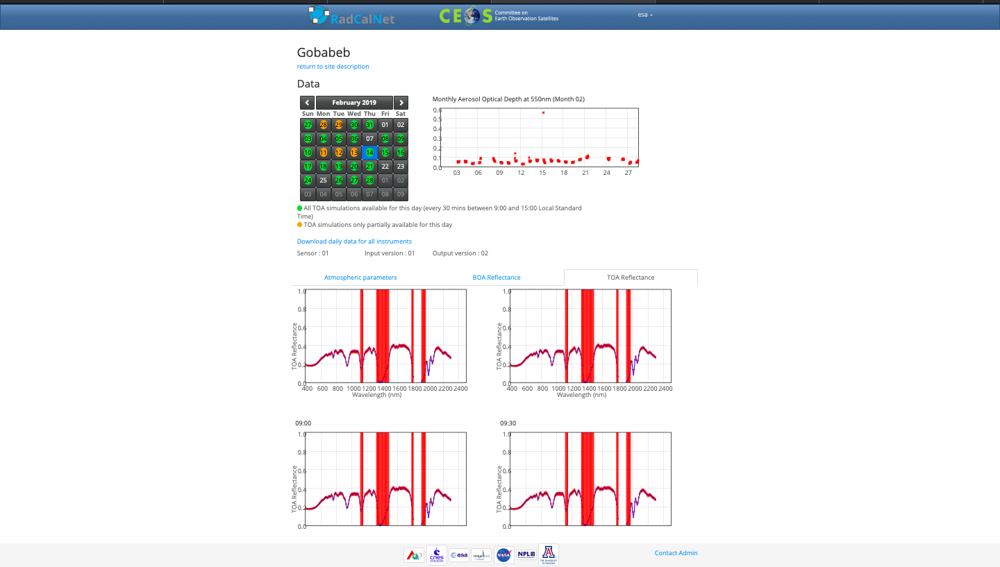 RadCalNet
CEOS
Committee on
Earth Observation Satellites
esa
Gobabeb
return to site description
Data
February 2019
Sun Mon Tue Wed Thu Fri Sat
27 28 29 30 31 01 02
03 04 05 06 07 08 09
10 11 12 13 14 15 16
17 18 19 20 21 22 23
24 25 26 27 28 01 02
03 04 05 06 07 08 09
Monthly Aerosol Optical Depth at 550nm (Month 02)
0.6
0.5
0.4
0.3
0.2
0.1
0.0
03 06 09 12 15 18 21 24 27
All TOA simulations available for this day (every 30 mins between 9:00 and 15:00 Local Standard
Time)
TOA simulations only partially available for this day
Download daily data for all instruments
Sensor : 01 Input version : 01 Output version : 02
Atmospheric parameters BOA Reflectance TOA Reflectance
TOA Reflectance
1.0
0.8
0.6
0.4
0.2
0.0
400 600 800 1000 1200 1400 1600 1800 2000 2200 2400
Wavelength (nm)
TOA Reflectance
1.0
0.8
0.6
0.4
0.2
0.0
400 600 800 1000 1200 1400 1600 1800 2000 2200 2400
Wavelength (nm)
09:00
09:30
TOA Reflectance
1.0
0.8
0.6
0.4
0.2
0.0
TOA Reflectance
1.0
0.8
0.6
0.4
0.2
0.0
cnes
esa
NASA
NPL
THE UNIVERSITY
OF ARIZONA
Contact Admin